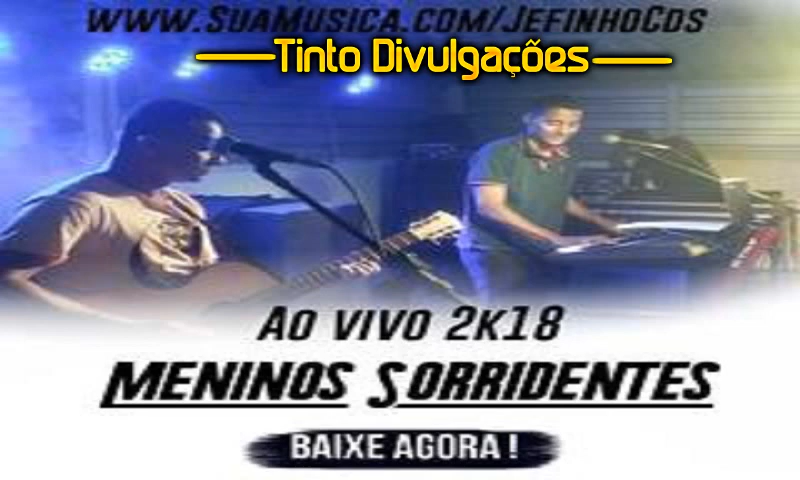 www.SuaMusica.com/JefinhoCds
Tinto Divulgações
Ao vivo 2k18
Meninos Sorridentes
BAIXE AGORA!